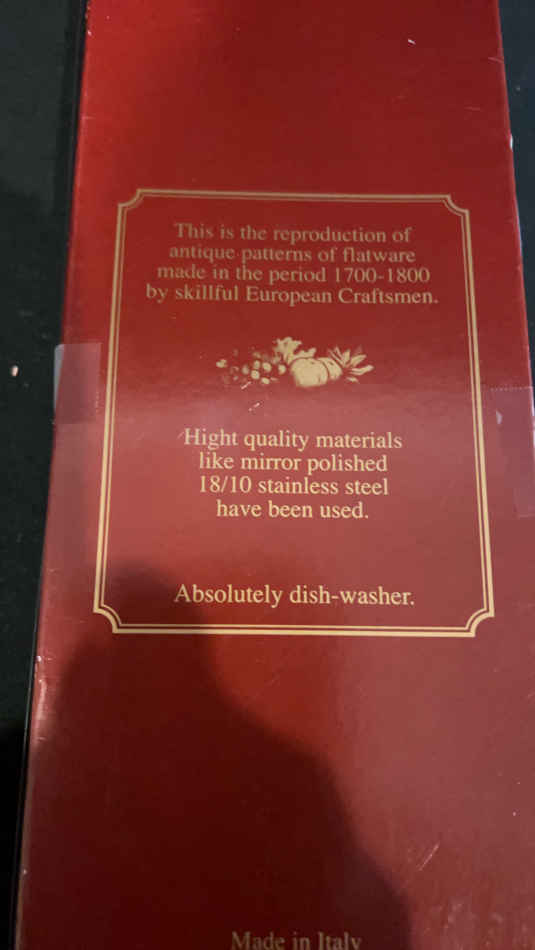 This is the reproduction of
antique patterns of flatware
made in the period 1700-1800
by skillful European Craftsmen.
Hight quality materials
like mirror polished
18/10 stainless steel
have been used.
Absolutely dish-washer.
Made in Italy